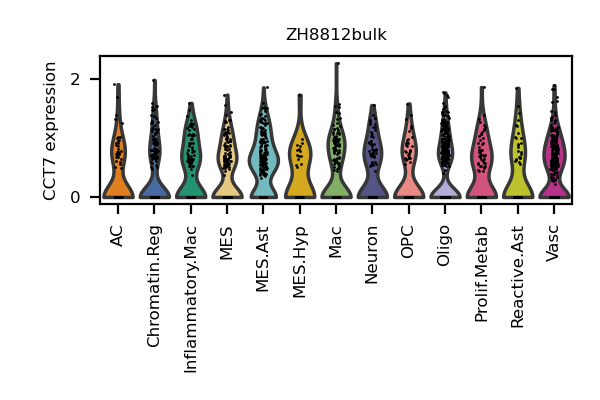 ZH8812bulk
CCT7 expression
2
0
AC
Chromatin.Reg
Inflammatory.Mac
MES
MES.Ast
MES.Hyp
Mac
Neuron
OPC
Oligo
Prolif.Metab
Reactive.Ast
Vasc